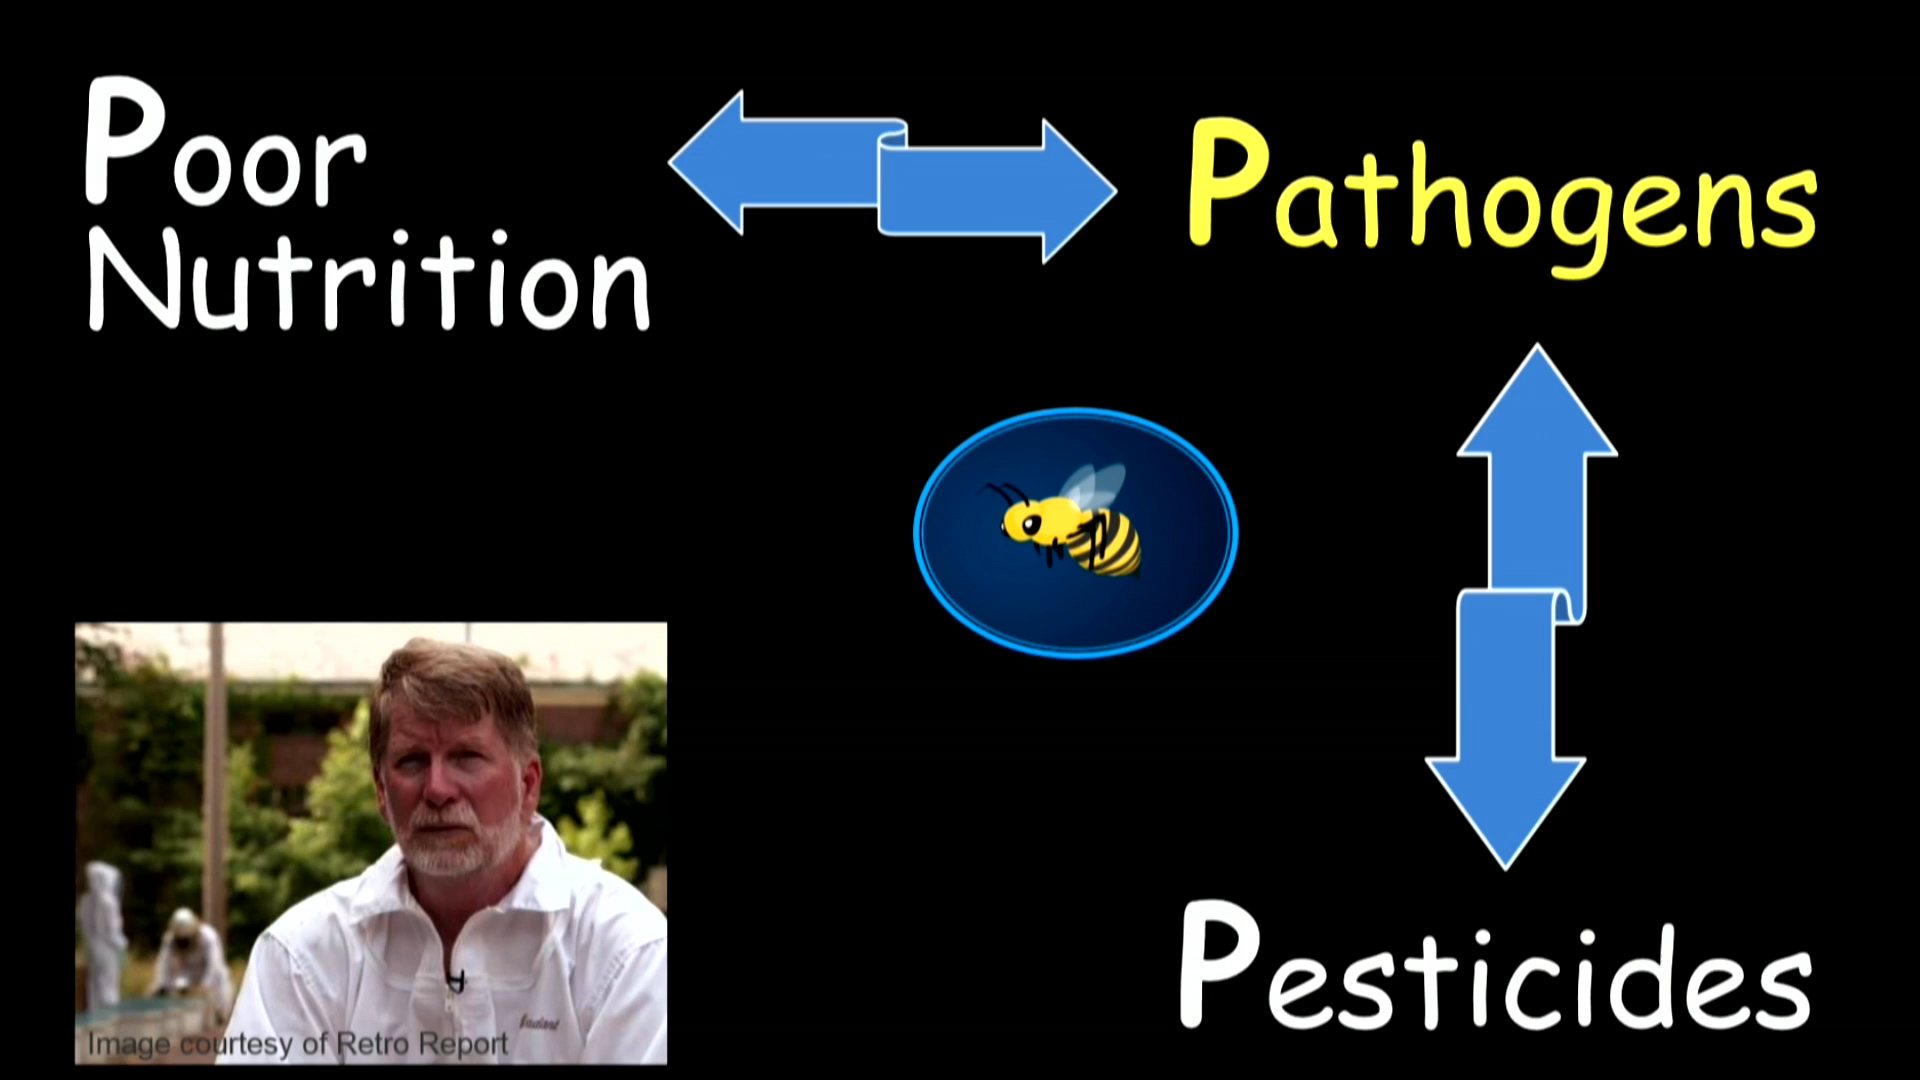 Poor
Nutrition
Pathogens
Pesticides
Image courtesy of Retro Report